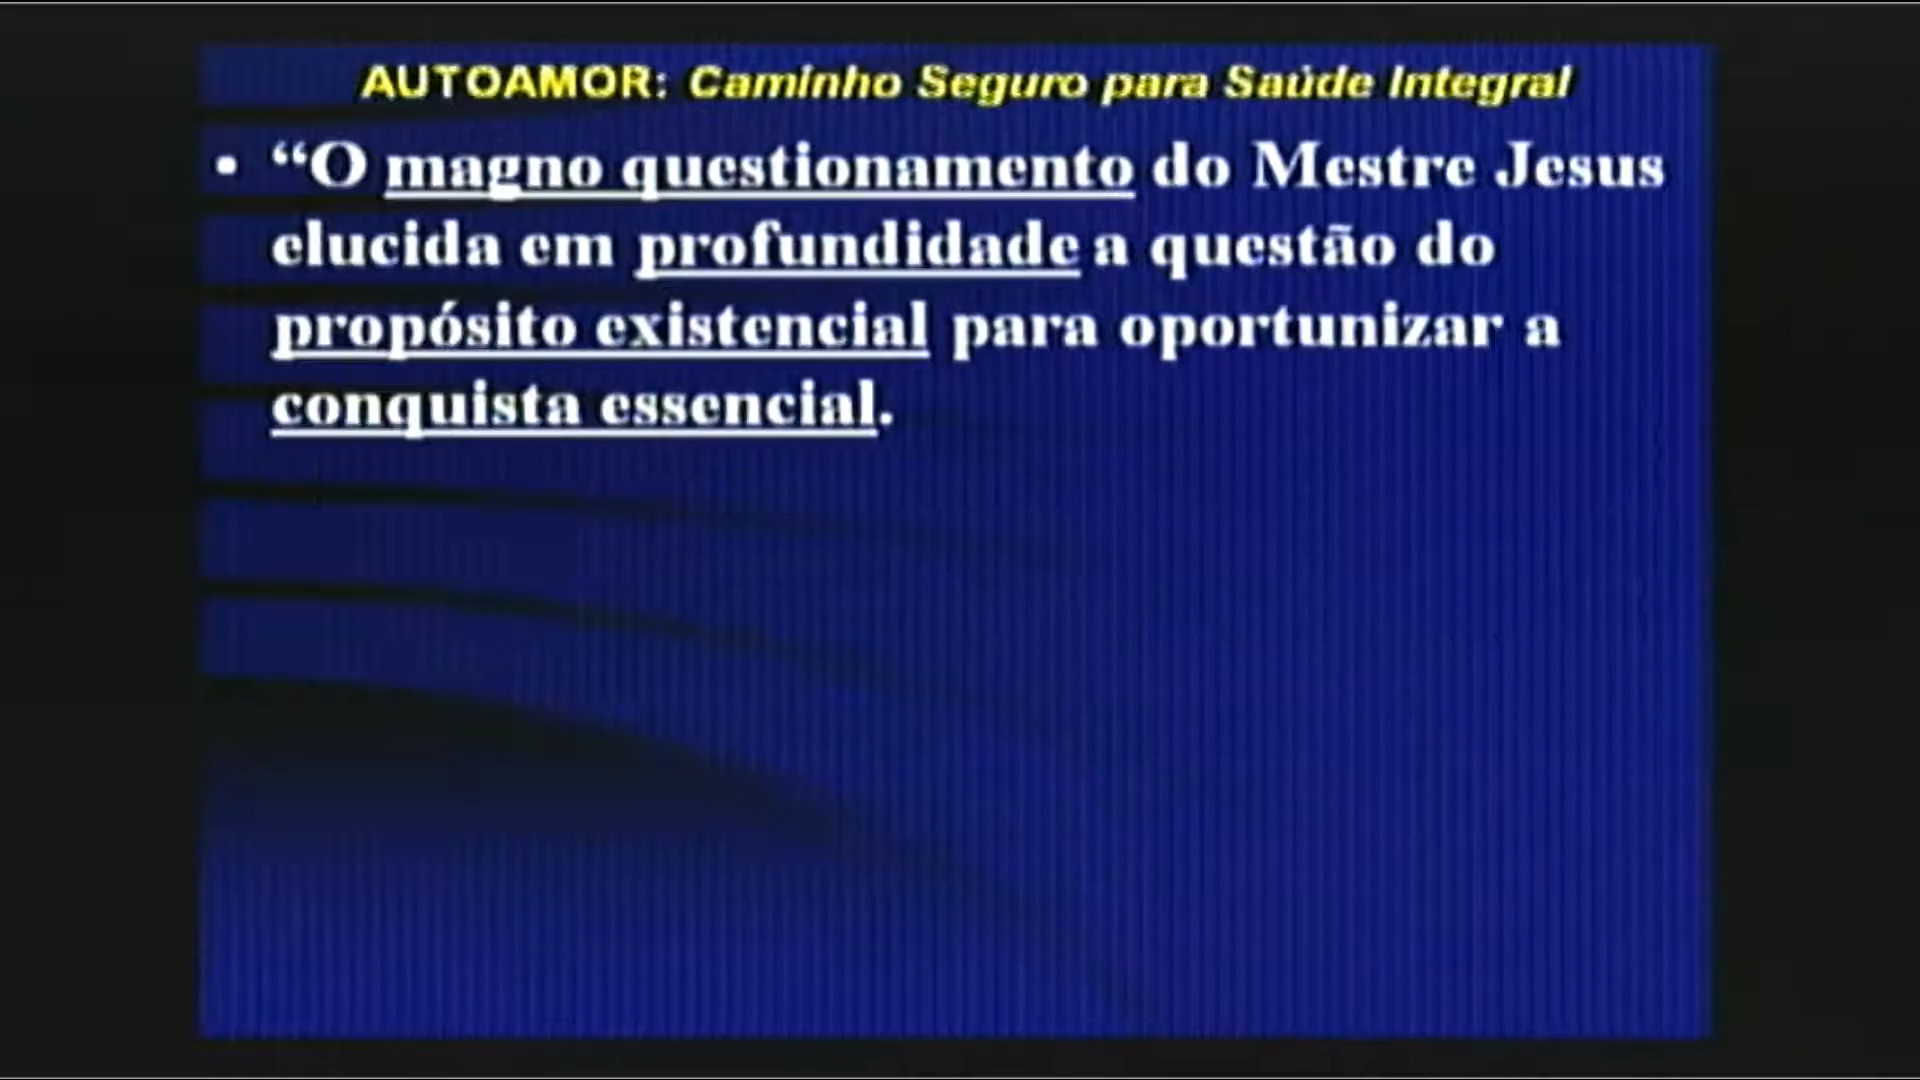 AUTOAMOR: Caminho Seguro para Saúde Integral
• “O magno questionamento do Mestre Jesus
elucida em profundidade a questão do
propósito existencial para oportunizar a
conquista essencial.